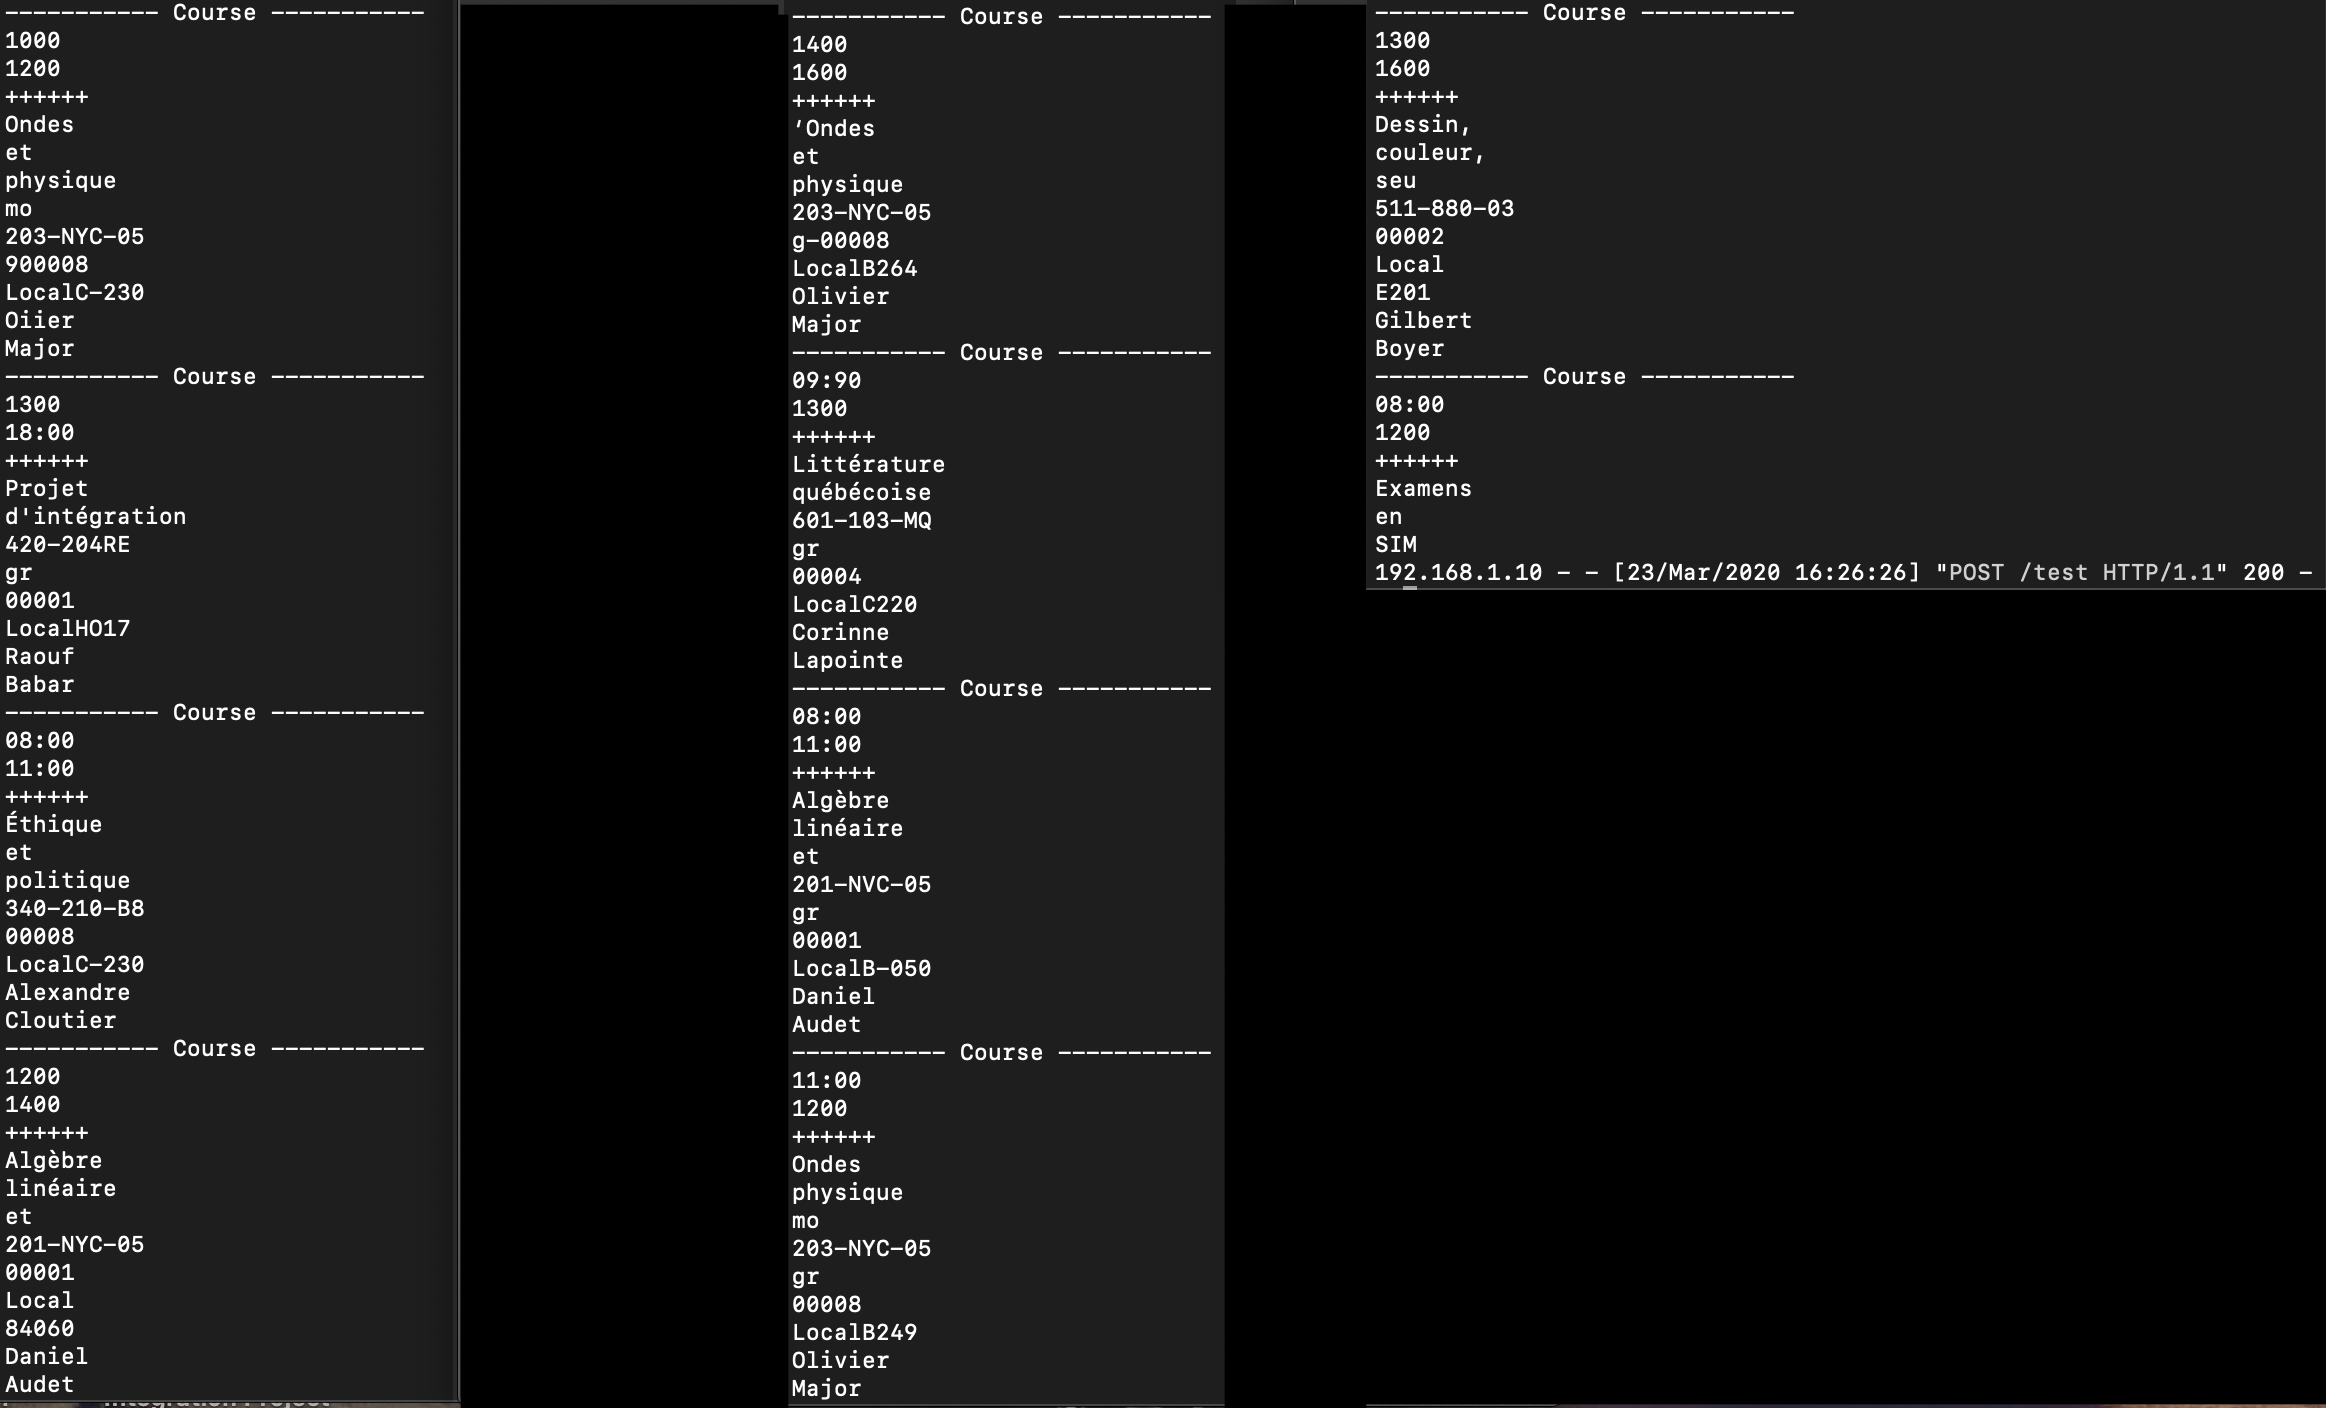 ----------- Course -----------
1000
1200
++++++
Ondes
et
physique
mo
203-NYC-05
900008
LocalC-230
Oiier
Major
----------- Course -----------
1300
18:00
++++++
Projet
d'intégration
420-204RE
gr
00001
LocalHO17
Raouf
Babar
----------- Course -----------
08:00
11:00
++++++
Éthique
et
politique
340-210-B8
00008
LocalC-230
Alexandre
Cloutier
----------- Course -----------
1200
1400
++++++
Algèbre
linéaire
et
201-NYC-05
00001
Local
84060
Daniel
Audet
----------- Course -----------
1400
1600
++++++
‘Ondes
et
physique
203-NYC-05
g-00008
LocalB264
Olivier
Major
----------- Course -----------
09:90
1300
++++++
Littérature
québécoise
601-103-MQ
gr
00004
LocalC220
Corinne
Lapointe
----------- Course -----------
08:00
11:00
++++++
Algèbre
linéaire
et
201-NVC-05
gr
00001
LocalB-050
Daniel
Audet
----------- Course -----------
11:00
1200
++++++
Ondes
physique
mo
203-NYC-05
gr
00008
LocalB249
Olivier
Major
----------- Course -----------
1300
1600
++++++
Dessin,
couleur,
seu
511-880-03
00002
Local
E201
Gilbert
Boyer
----------- Course -----------
08:00
1200
++++++
Examens
en
SIM
192.168.1.10 - - [23/Mar/2020 16:26:26] "POST /test HTTP/1.1" 200 -